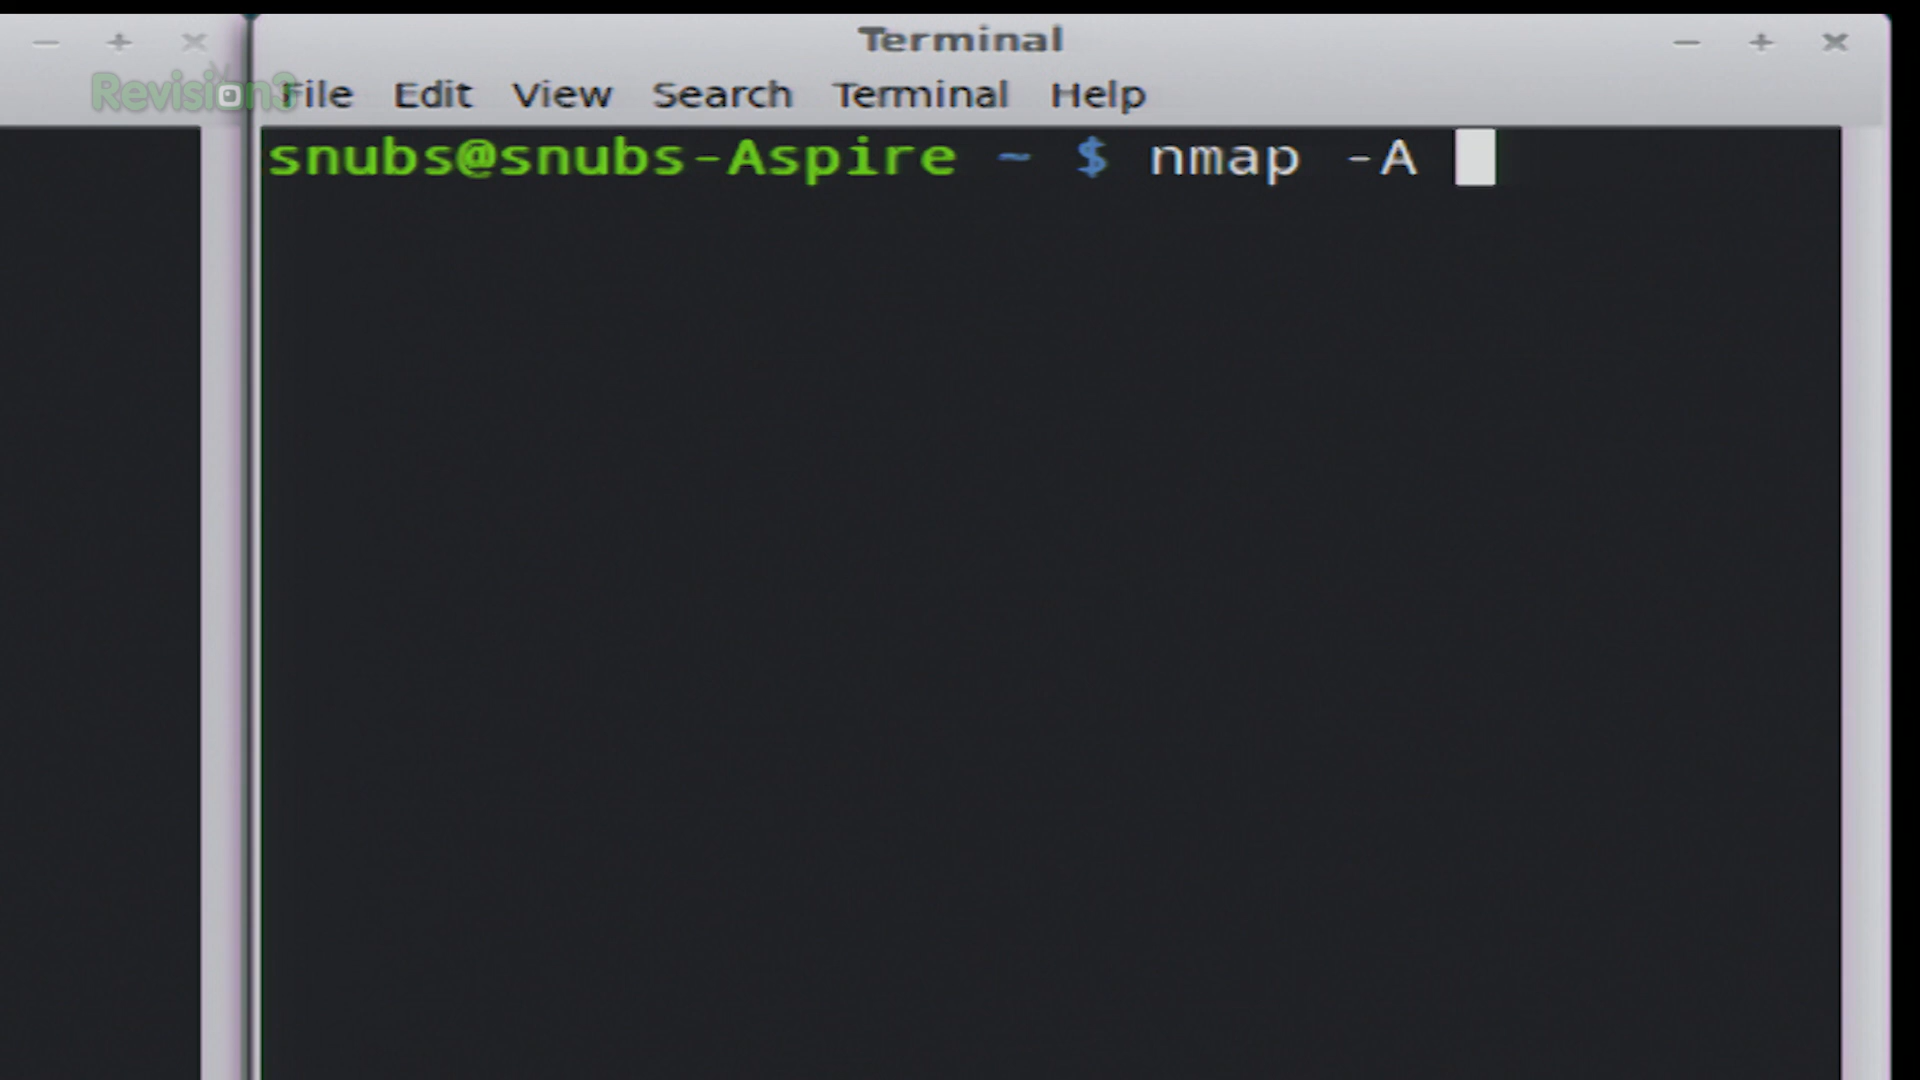 Terminal
Revision3
File Edit View Search Terminal Help
snubs@snubs-Aspire ~ $ nmap -A